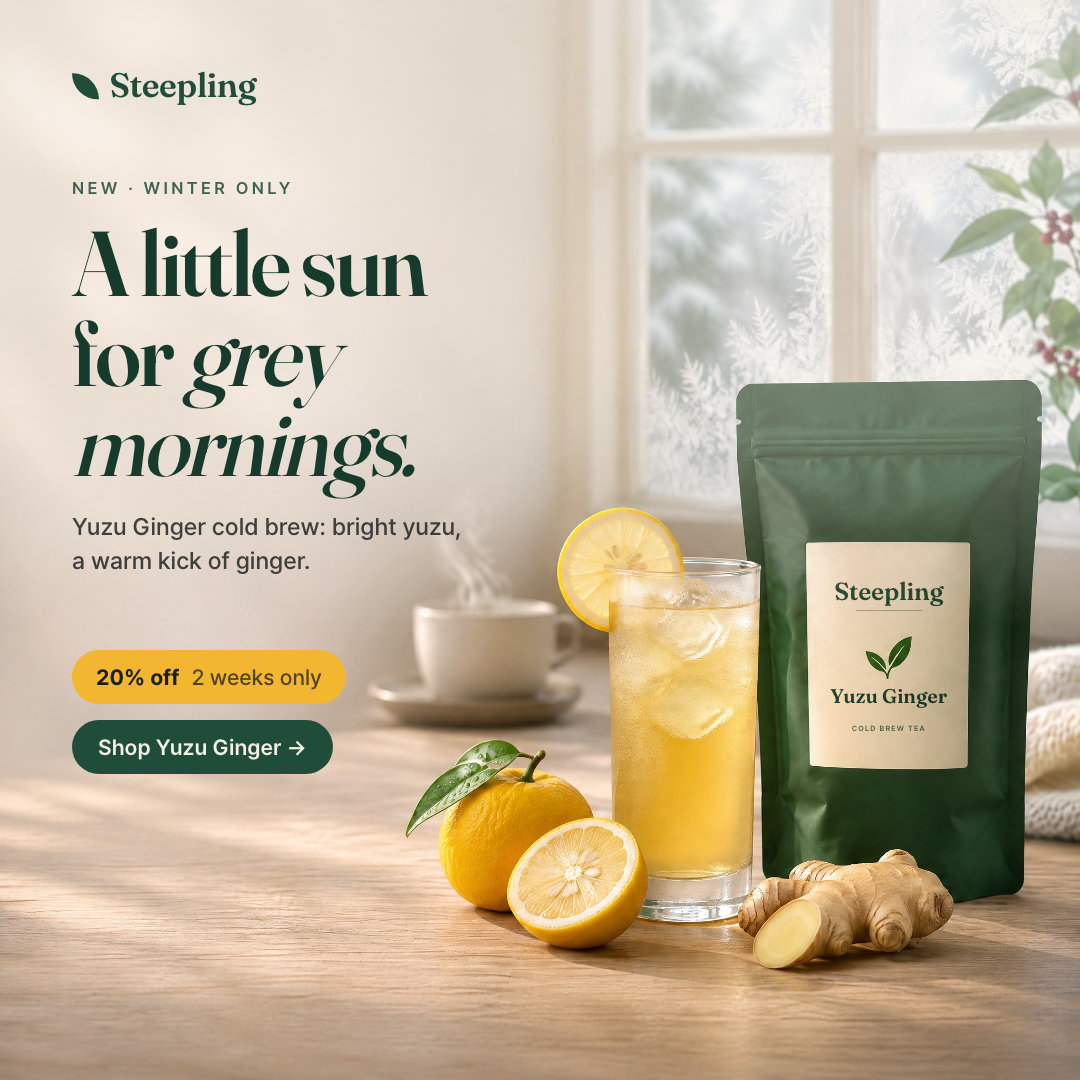 Steepling
NEW · WINTER ONLY
A little sun
for grey
mornings.
Yuzu Ginger cold brew: bright yuzu,
a warm kick of ginger.
20% off 2 weeks only
Shop Yuzu Ginger →
Steepling
Yuzu Ginger
COLD BREW TEA